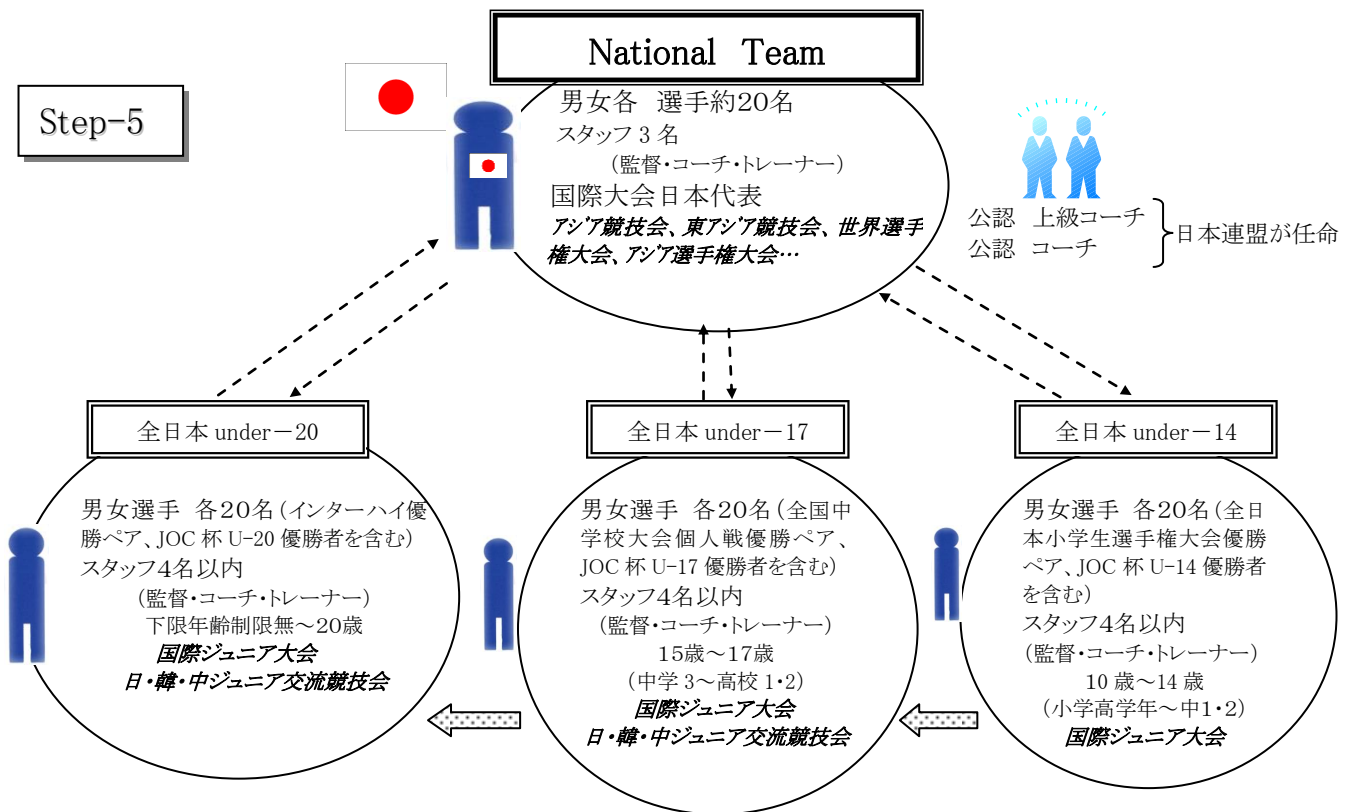 National Team
Step-5
男女各 選手約20名
スタッフ 3 名
(監督・コーチ・トレーナー)
国際大会日本代表
アジア競技会、東アジア競技会、世界選手
権大会、アジア選手権大会…
公認 上級コーチ
公認 コーチ
日本連盟が任命
全日本 under-20
男女選手 各20名(インターハイ優
勝ペア、JOC 杯 U-20 優勝者を含む)
スタッフ4名以内
(監督・コーチ・トレーナー)
下限年齢制限無~20歳
国際ジュニア大会
日・韓・中ジュニア交流競技会
全日本 under-17
男女選手 各20名(全国中
学校大会個人戦優勝ペア、
JOC 杯 U-17 優勝者を含む)
スタッフ4名以内
(監督・コーチ・トレーナー)
15歳~17歳
(中学 3~高校 1・2)
国際ジュニア大会
日・韓・中ジュニア交流競技会
全日本 under-14
男女選手 各20名(全日
本小学生選手権大会優勝
ペア、JOC 杯 U-14 優勝者
を含む)
スタッフ4名以内
(監督・コーチ・トレーナー)
10 歳~14 歳
(小学高学年~中1・2)
国際ジュニア大会